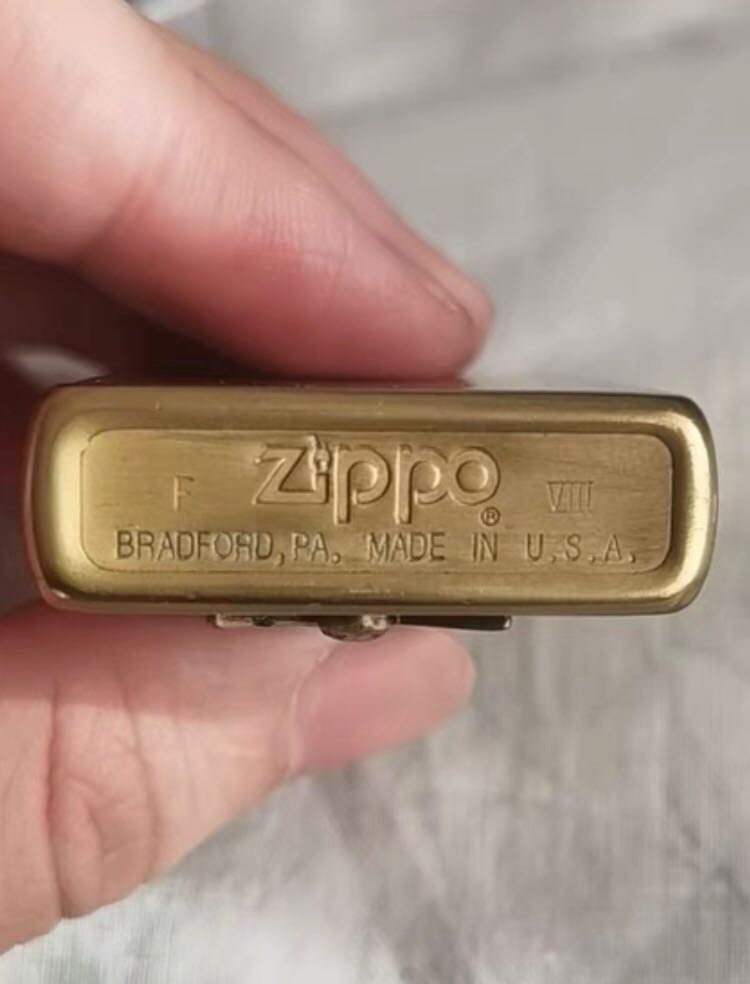 F Zippo® VIII
BRADFORD, PA. MADE IN U.S.A.